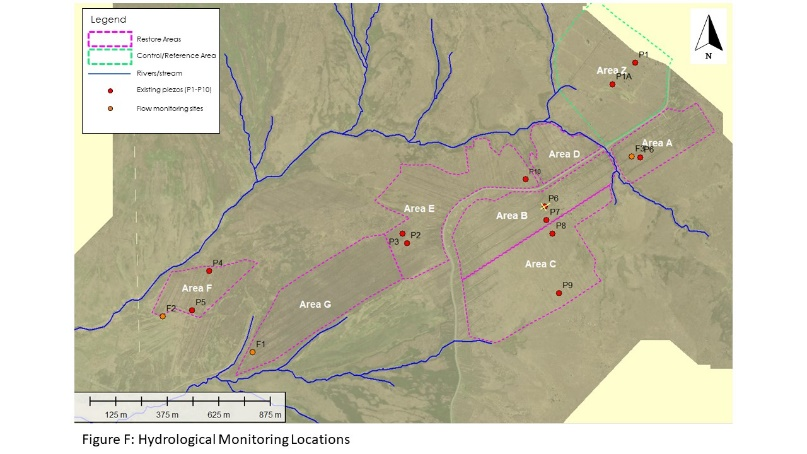 Legend
Restore Areas
Control/Reference Area
Rivers/stream
Existing piezos (P1-P10)
Flow monitoring sites
N
P1
Area Z
P1A
Area A
F3
P6
Area D
P10
P6
Area E
Area B
P7
P8
P3
P2
Area C
P4
P9
Area F
F2
P5
Area G
F1
125 m
375 m
625 m
875 m
Figure F: Hydrological Monitoring Locations